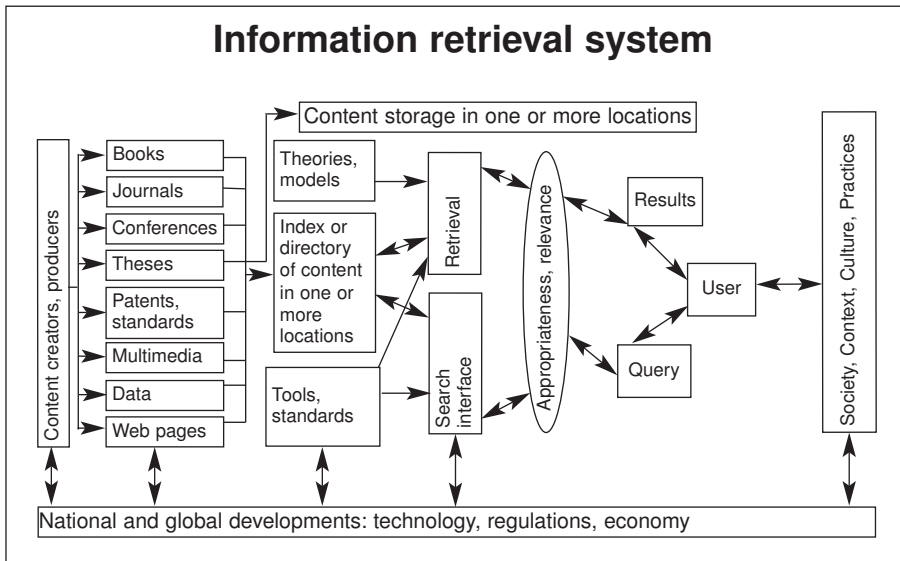 Information retrieval system
Content storage in one or more locations
Content creators, producers
Books
Journals
Conferences
Theses
Patents,
standards
Multimedia
Data
Web pages
Theories,
models
Index or
directory
of content
in one or
more
locations
Tools,
standards
Retrieval
Search
interface
Appropriateness, relevance
Results
Query
User
Society, Context, Culture, Practices
National and global developments: technology, regulations, economy